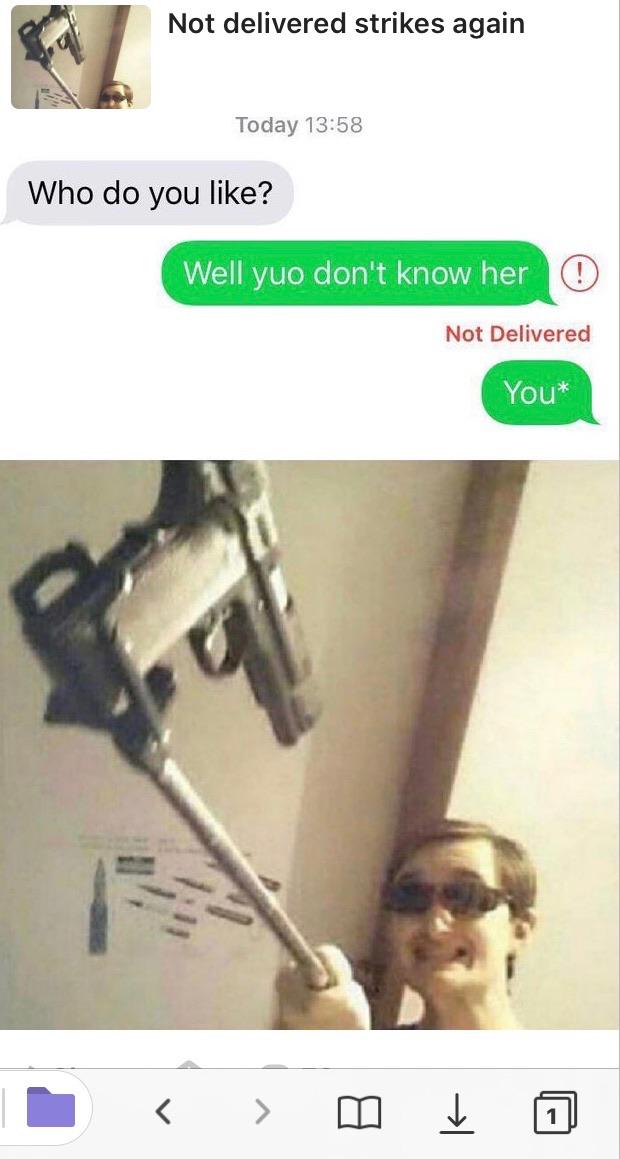 Not delivered strikes again
Today 13:58
Who do you like?
Well yuo don't know her
!
Not Delivered
You*
1